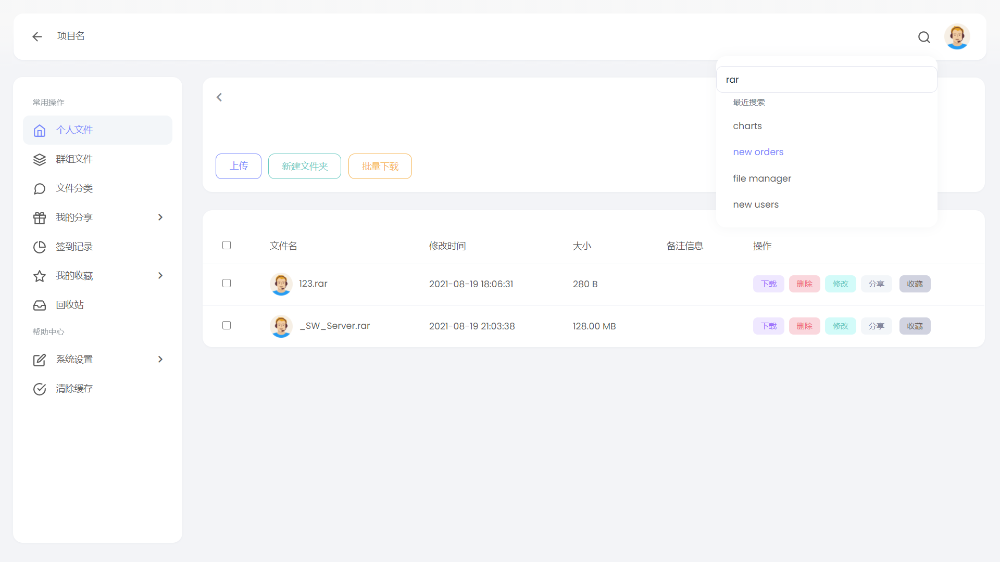 项目名
rar
最近搜索
charts
new orders
file manager
new users
常用操作
个人文件
群组文件
文件分类
我的分享
签到记录
我的收藏
回收站
帮助中心
系统设置
清除缓存
上传 新建文件夹 批量下载
文件名 修改时间 大小 备注信息 操作
123.rar 2021-08-19 18:06:31 280 B 下载 删除 修改 分享 收藏
_SW_Server.rar 2021-08-19 21:03:38 128.00 MB 下载 删除 修改 分享 收藏